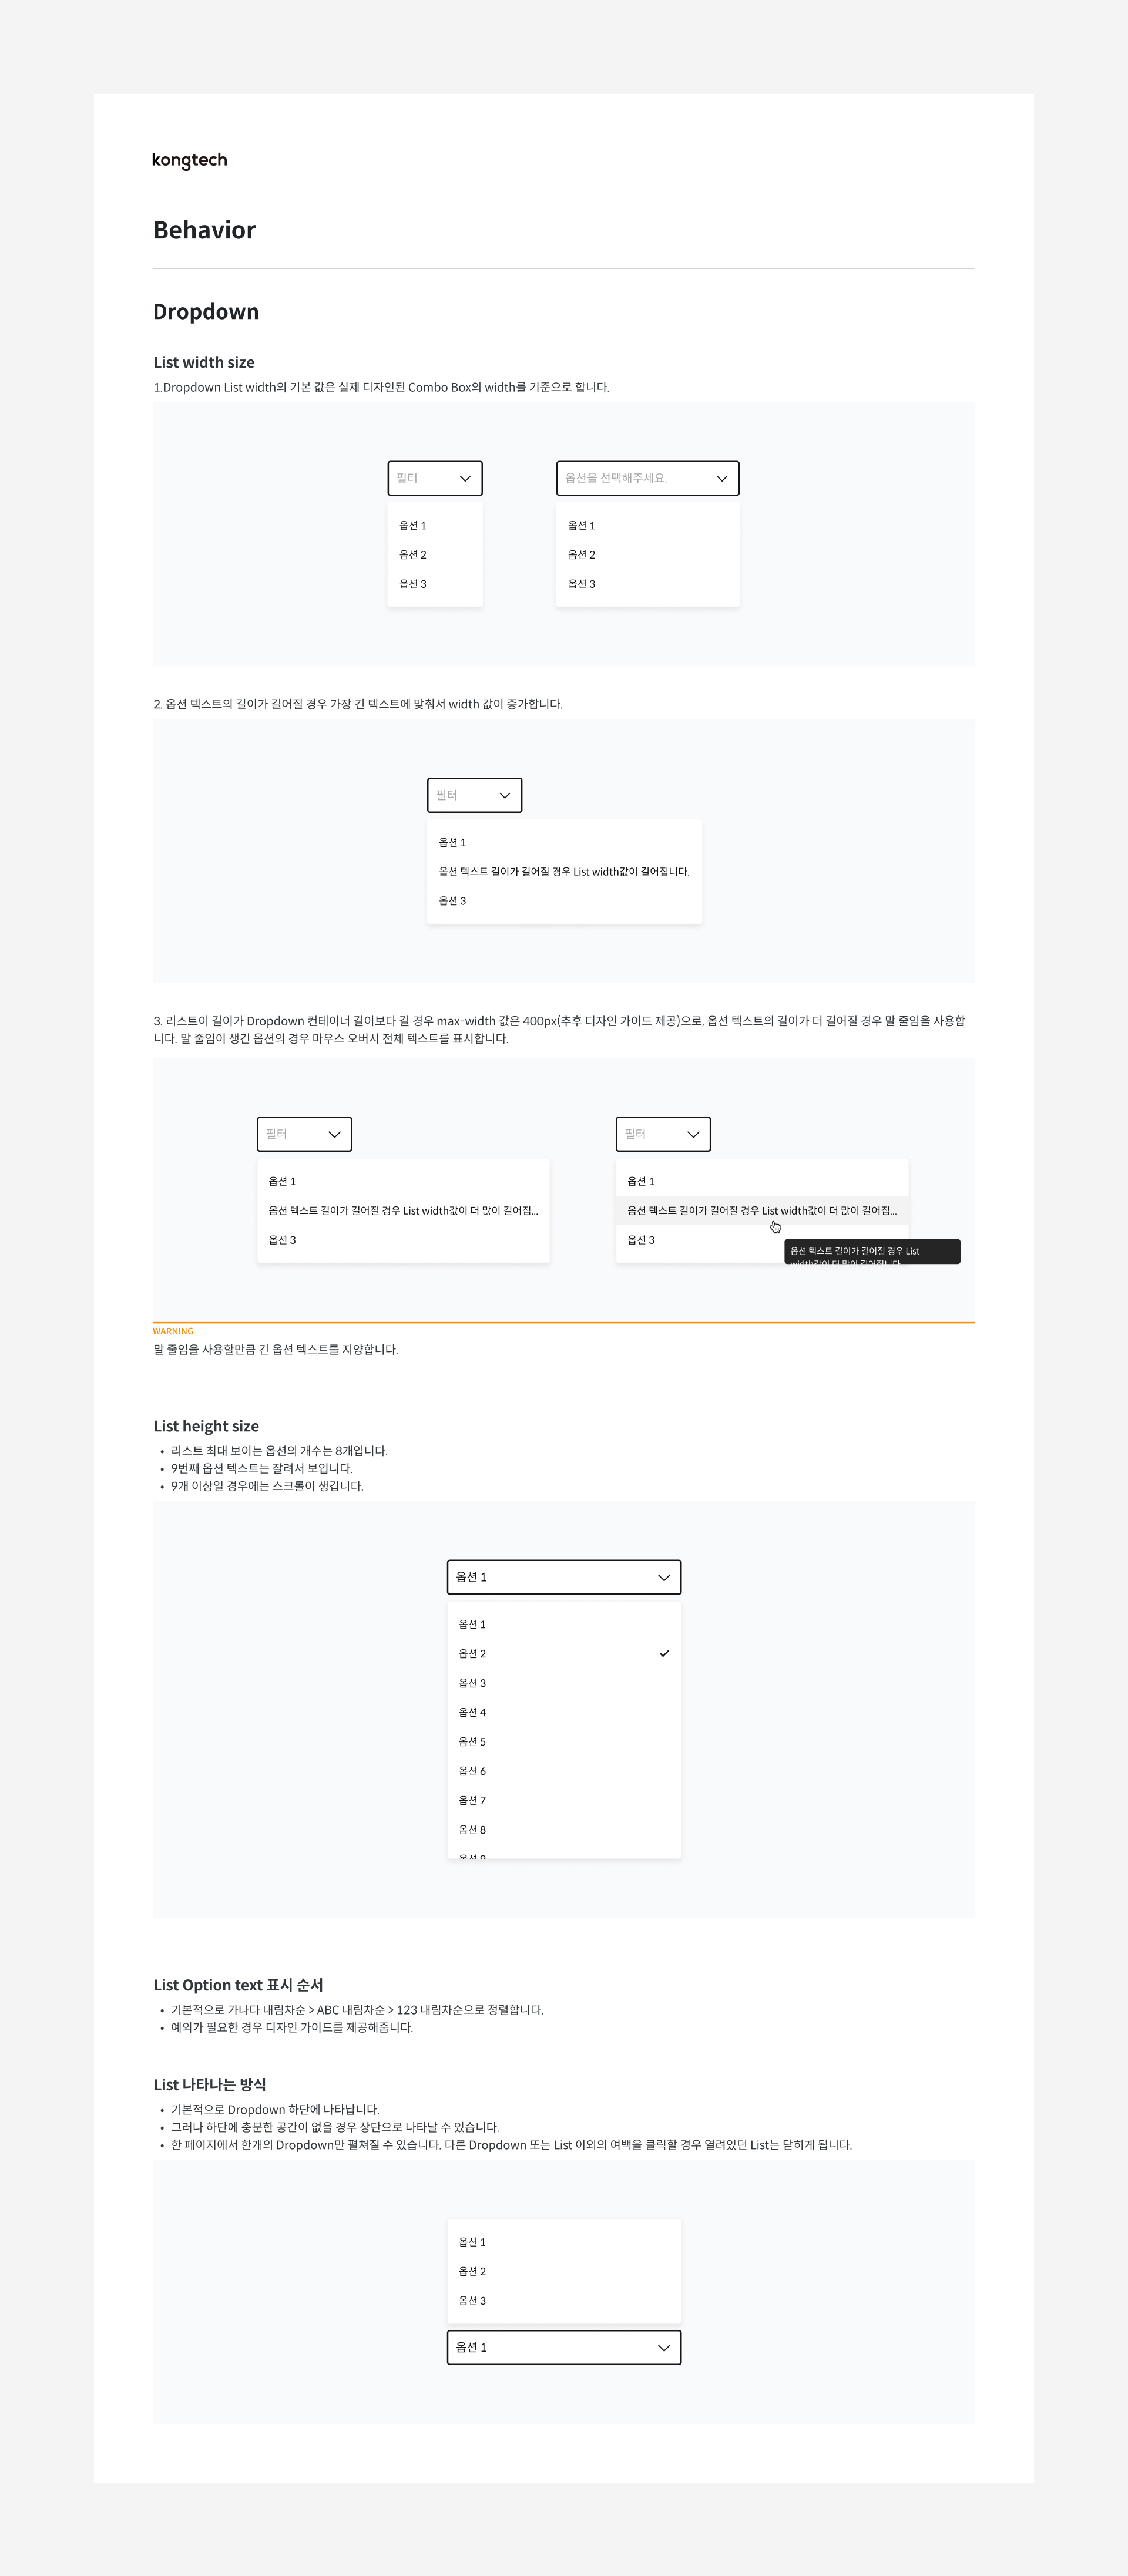 kongtech
Behavior
Dropdown
List width size
1.Dropdown List width의 기본 값은 실제 디자인된 Combo Box의 width를 기준으로 합니다.
필터
옵션을 선택해주세요.
옵션 1
옵션 2
옵션 3
옵션 1
옵션 2
옵션 3
2. 옵션 텍스트의 길이가 길어질 경우 가장 긴 텍스트에 맞춰서 width 값이 증가합니다.
필터
옵션 1
옵션 텍스트 길이가 길어질 경우 List width값이 길어집니다.
옵션 3
3. 리스트이 길이가 Dropdown 컨테이너 길이보다 길 경우 max-width 값은 400px(추후 디자인 가이드 제공)으로, 옵션 텍스트의 길이가 더 길어질 경우 말 줄임을 사용합
니다. 말 줄임이 생긴 옵션의 경우 마우스 오버시 전체 텍스트를 표시합니다.
필터
옵션 1
옵션 텍스트 길이가 길어질 경우 List width값이 더 많이 길어집...
옵션 3
필터
옵션 1
옵션 텍스트 길이가 길어질 경우 List width값이 더 많이 길어집...
옵션 3
옵션 텍스트 길이가 길어질 경우 List
width값이 더 많이 길어집니다.
WARNING
말 줄임을 사용할만큼 긴 옵션 텍스트를 지양합니다.
List height size
• 리스트 최대 보이는 옵션의 개수는 8개입니다.
• 9번째 옵션 텍스트는 잘려서 보입니다.
• 9개 이상일 경우에는 스크롤이 생깁니다.
옵션 1
옵션 1
옵션 2
옵션 3
옵션 4
옵션 5
옵션 6
옵션 7
옵션 8
옵션 9
List Option text 표시 순서
• 기본적으로 가나다 내림차순 > ABC 내림차순 > 123 내림차순으로 정렬합니다.
• 예외가 필요한 경우 디자인 가이드를 제공해줍니다.
List 나타나는 방식
• 기본적으로 Dropdown 하단에 나타납니다.
• 그러나 하단에 충분한 공간이 없을 경우 상단으로 나타날 수 있습니다.
• 한 페이지에서 한개의 Dropdown만 펼쳐질 수 있습니다. 다른 Dropdown 또는 List 이외의 여백을 클릭할 경우 열려있던 List는 닫히게 됩니다.
옵션 1
옵션 2
옵션 3
옵션 1